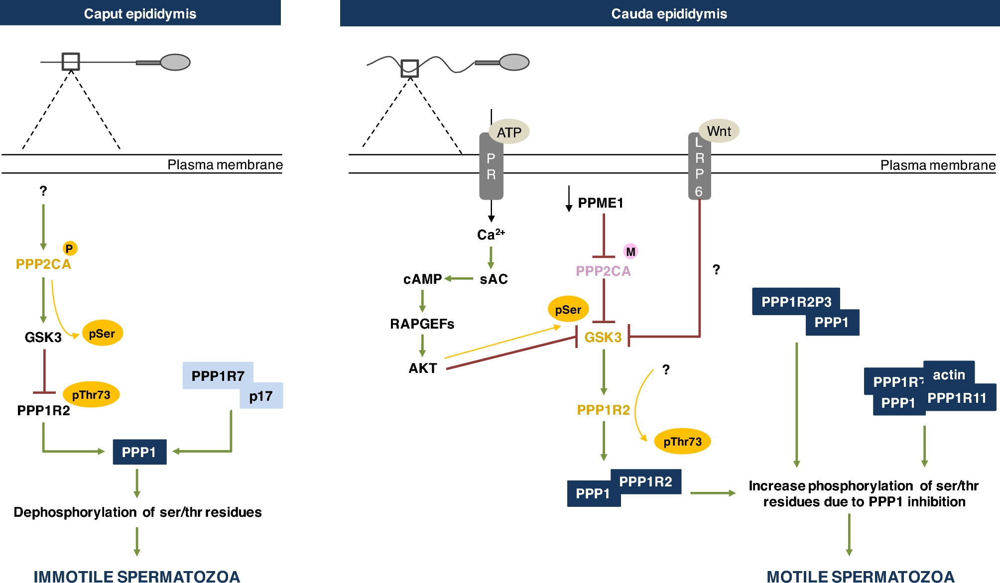 Caput epididymis
Plasma membrane
?
P
PPP2CA
GSK3
pSer
pThr73
PPP1R2
PPP1R7
p17
PPP1
Dephosphorylation of ser/thr residues
IMMOTILE SPERMATOZOA
Cauda epididymis
ATP
Wnt
PR
LRP6
Plasma membrane
PPME1
Ca²⁺
M
PPP2CA
?
cAMP
sAC
pSer
RAPGEFs
GSK3
AKT
?
PPP1R2
pThr73
PPP1R2
PPP1
PPP1R2P3
PPP1
actin
PPP1R7
PPP1R11
PPP1
Increase phosphorylation of ser/thr
residues due to PPP1 inhibition
MOTILE SPERMATOZOA